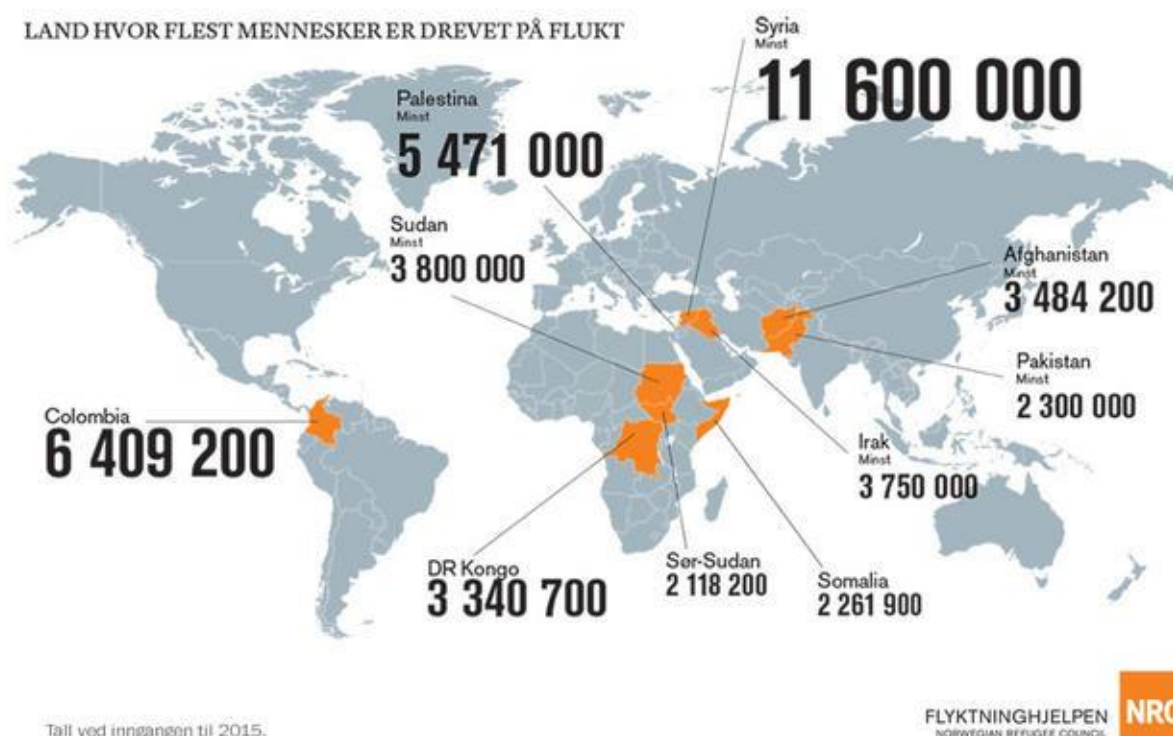 LAND HVOR FLEST MENNESKER ER DREVET PÅ FLUKT
Syria
Minst
11 600 000
Palestina
Minst
5 471 000
Sudan
Minst
3 800 000
Afghanistan
Minst
3 484 200
Pakistan
Minst
2 300 000
Colombia
6 409 200
Irak
Minst
3 750 000
DR Kongo
3 340 700
Sør-Sudan
2 118 200
Somalia
2 261 900
Tall ved inngangen til 2015.
FLYKTNINGHJELPEN
NORWEGIAN REFUGEE COUNCIL
NRC